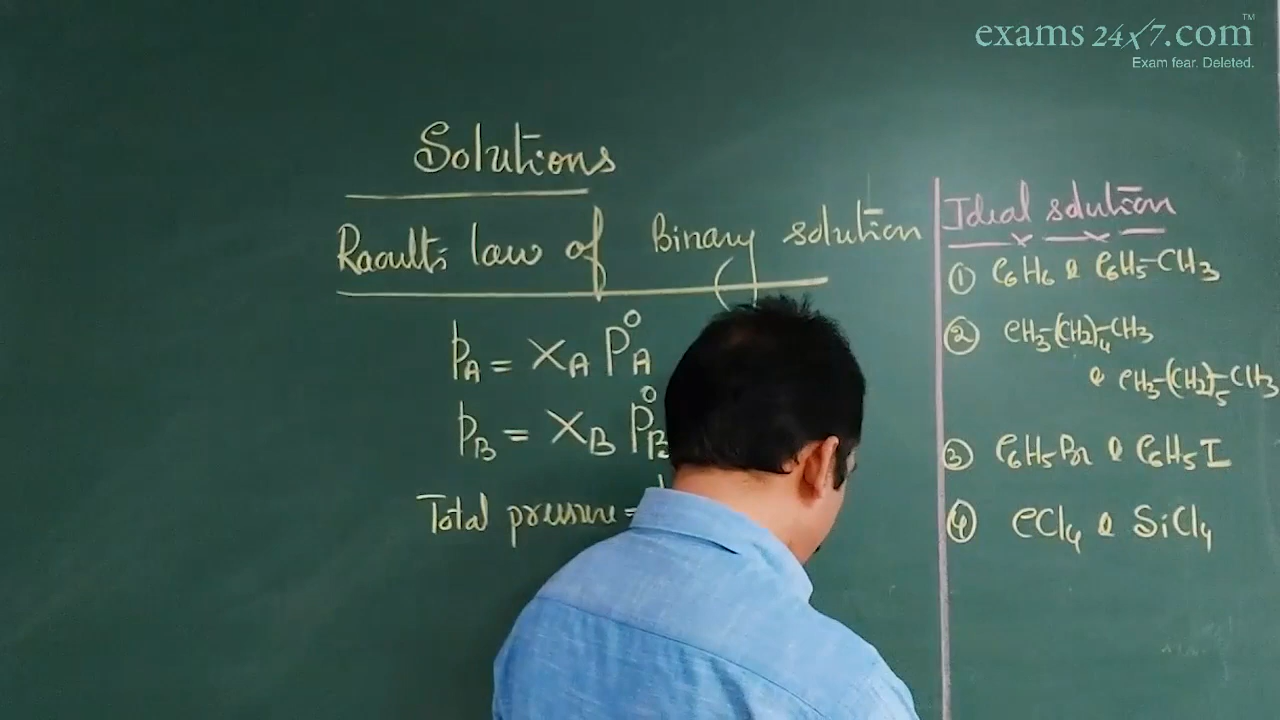 exams 24x7.com™
Exam fear. Deleted.
Solutions
Raoult's law of Binary solution
pA = XA P°A
pB = XB P°B
Total pressure =
Ideal solution
① C6H6 & C6H5-CH3
② CH3-(CH2)4-CH3
& CH3-(CH2)5-CH3
③ C6H5Br & C6H5I
④ CCl4 & SiCl4